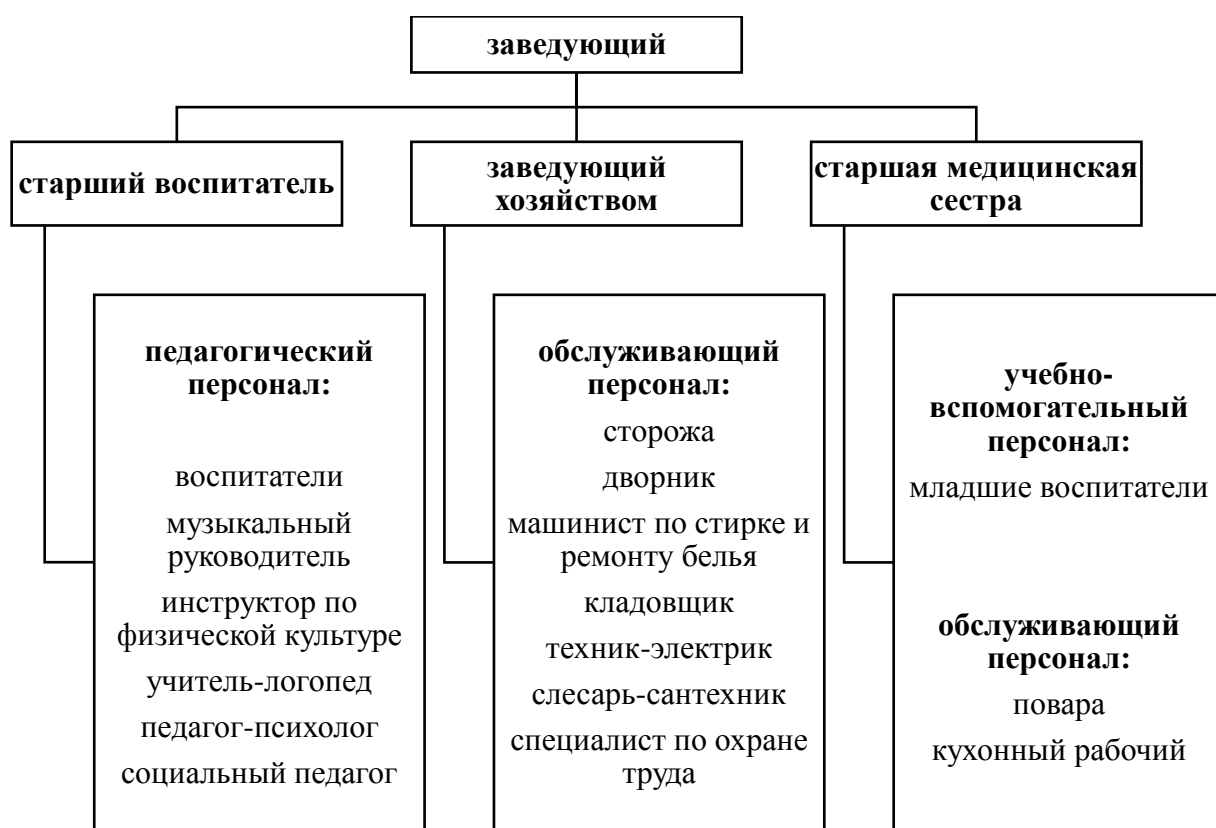 заведующий
старший воспитатель
заведующий
хозяйством
старшая медицинская
сестра
педагогический
персонал:
воспитатели
музыкальный
руководитель
инструктор по
физической культуре
учитель-логопед
педагог-психолог
социальный педагог
обслуживающий
персонал:
сторожа
дворник
машинист по стирке и
ремонту белья
кладовщик
техник-электрик
слесарь-сантехник
специалист по охране
труда
учебно-
вспомогательный
персонал:
младшие воспитатели
обслуживающий
персонал:
повара
кухонный рабочий